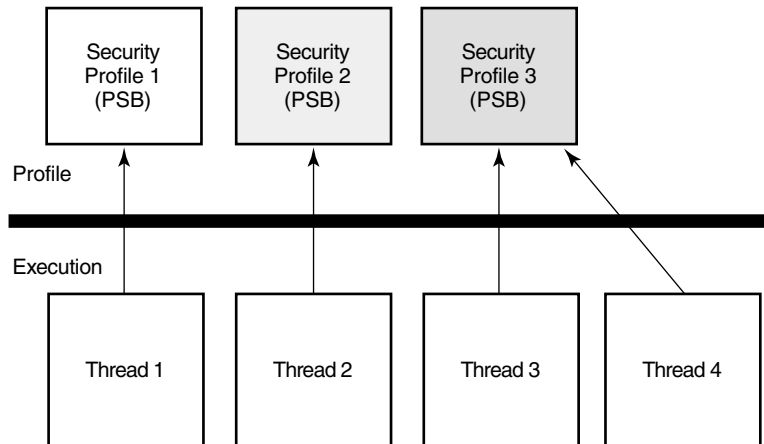 Security
Profile 1
(PSB)
Security
Profile 2
(PSB)
Security
Profile 3
(PSB)
Profile
Execution
Thread 1
Thread 2
Thread 3
Thread 4